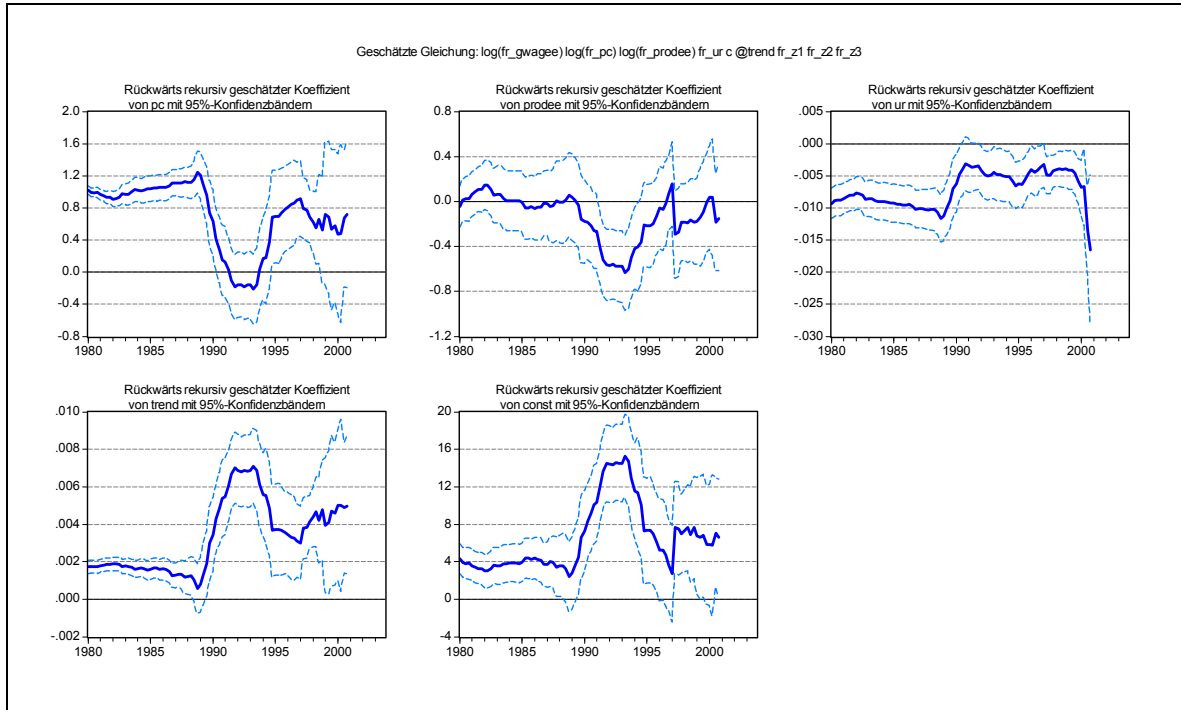 Geschätzte Gleichung: log(fr_gwagee) log(fr_pc) log(fr_prodee) fr_ur c @trend fr_z1 fr_z2 fr_z3
Rückwärts rekursiv geschätzter Koeffizient
von pc mit 95%-Konfidenzbändern
2.0
1.6
1.2
0.8
0.4
0.0
-0.4
-0.8
1980 1985 1990 1995 2000
Rückwärts rekursiv geschätzter Koeffizient
von prodee mit 95%-Konfidenzbändern
0.8
0.4
0.0
-0.4
-0.8
-1.2
1980 1985 1990 1995 2000
Rückwärts rekursiv geschätzter Koeffizient
von ur mit 95%-Konfidenzbändern
.005
.000
-.005
-.010
-.015
-.020
-.025
-.030
1980 1985 1990 1995 2000
Rückwärts rekursiv geschätzter Koeffizient
von trend mit 95%-Konfidenzbändern
.010
.008
.006
.004
.002
.000
-.002
1980 1985 1990 1995 2000
Rückwärts rekursiv geschätzter Koeffizient
von const mit 95%-Konfidenzbändern
20
16
12
8
4
0
-4
1980 1985 1990 1995 2000